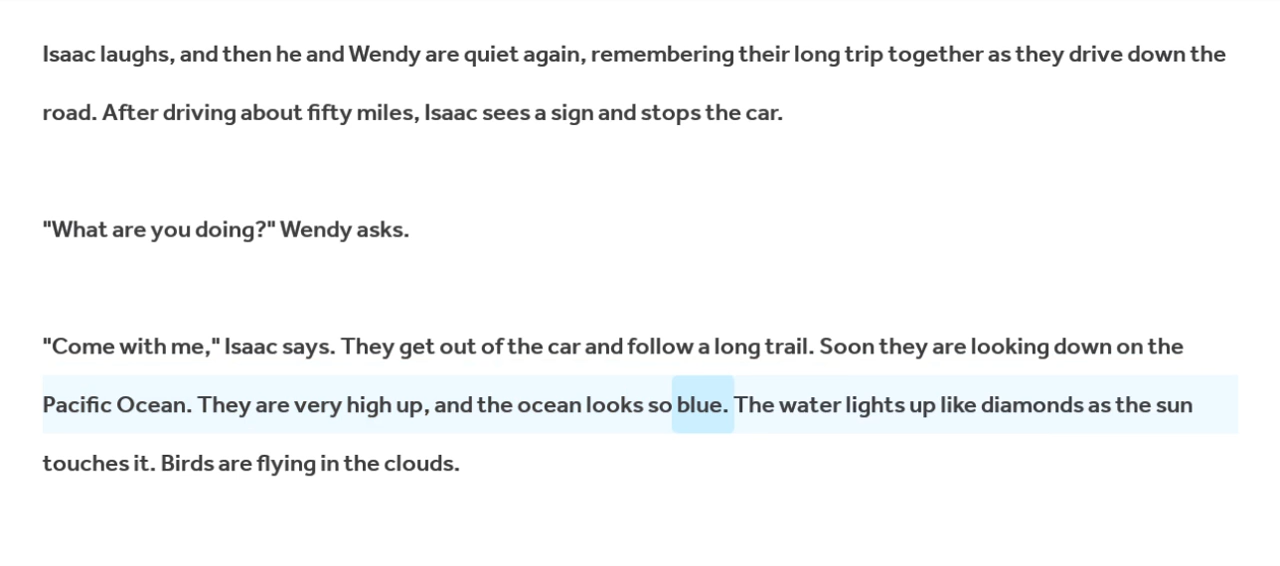 Isaac laughs, and then he and Wendy are quiet again, remembering their long trip together as they drive down the
road. After driving about fifty miles, Isaac sees a sign and stops the car.
"What are you doing?" Wendy asks.
"Come with me," Isaac says. They get out of the car and follow a long trail. Soon they are looking down on the
Pacific Ocean. They are very high up, and the ocean looks so blue. The water lights up like diamonds as the sun
touches it. Birds are flying in the clouds.